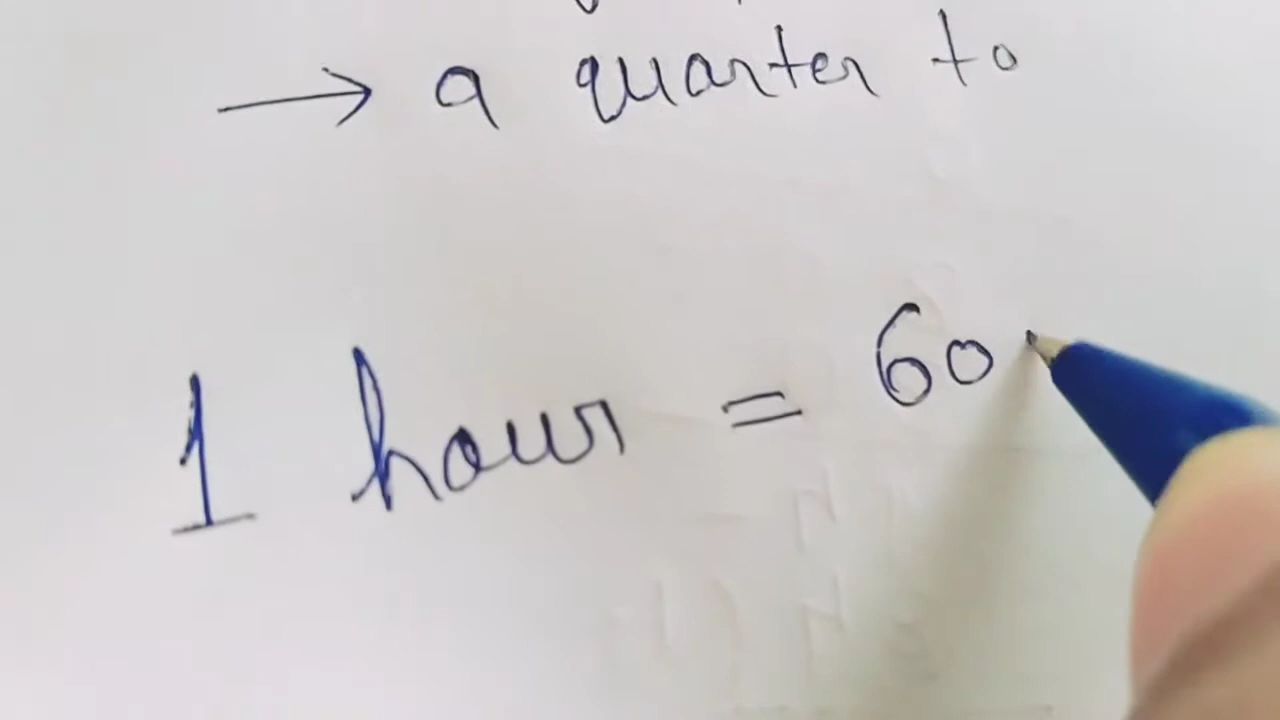 → a quarter to
1 hour = 60